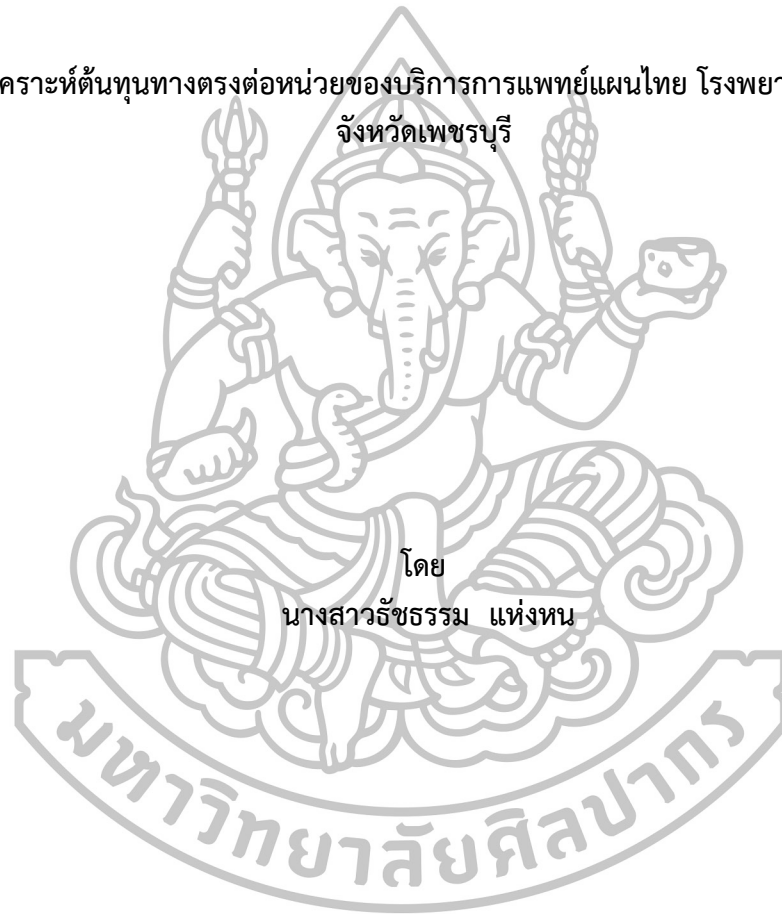 เคราะห์ต้นทุนทางตรงต่อหน่วยของบริการการแพทย์แผนไทย โรงพยา
จังหวัดเพชรบุรี
โดย
นางสาวธัชธรรม แห่งหน
มหาวิทยาลัยศิลปากร